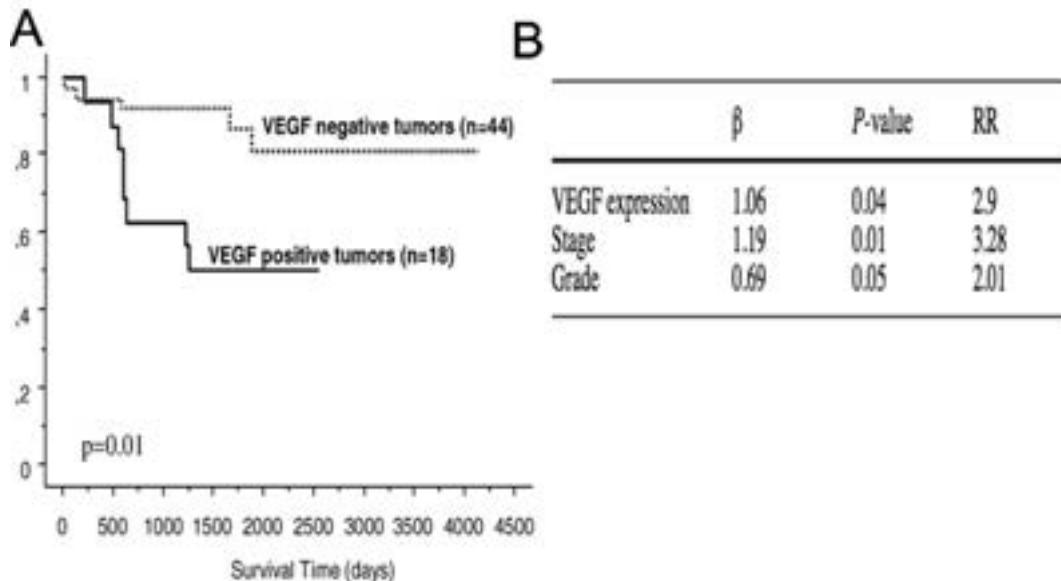 A
1
,8
,6
,4
,2
0
VEGF negative tumors (n=44)
VEGF positive tumors (n=18)
p=0.01
0 500 1000 1500 2000 2500 3000 3500 4000 4500
Survival Time (days)
B
β P-value RR
VEGF expression 1.06 0.04 2.9
Stage 1.19 0.01 3.28
Grade 0.69 0.05 2.01